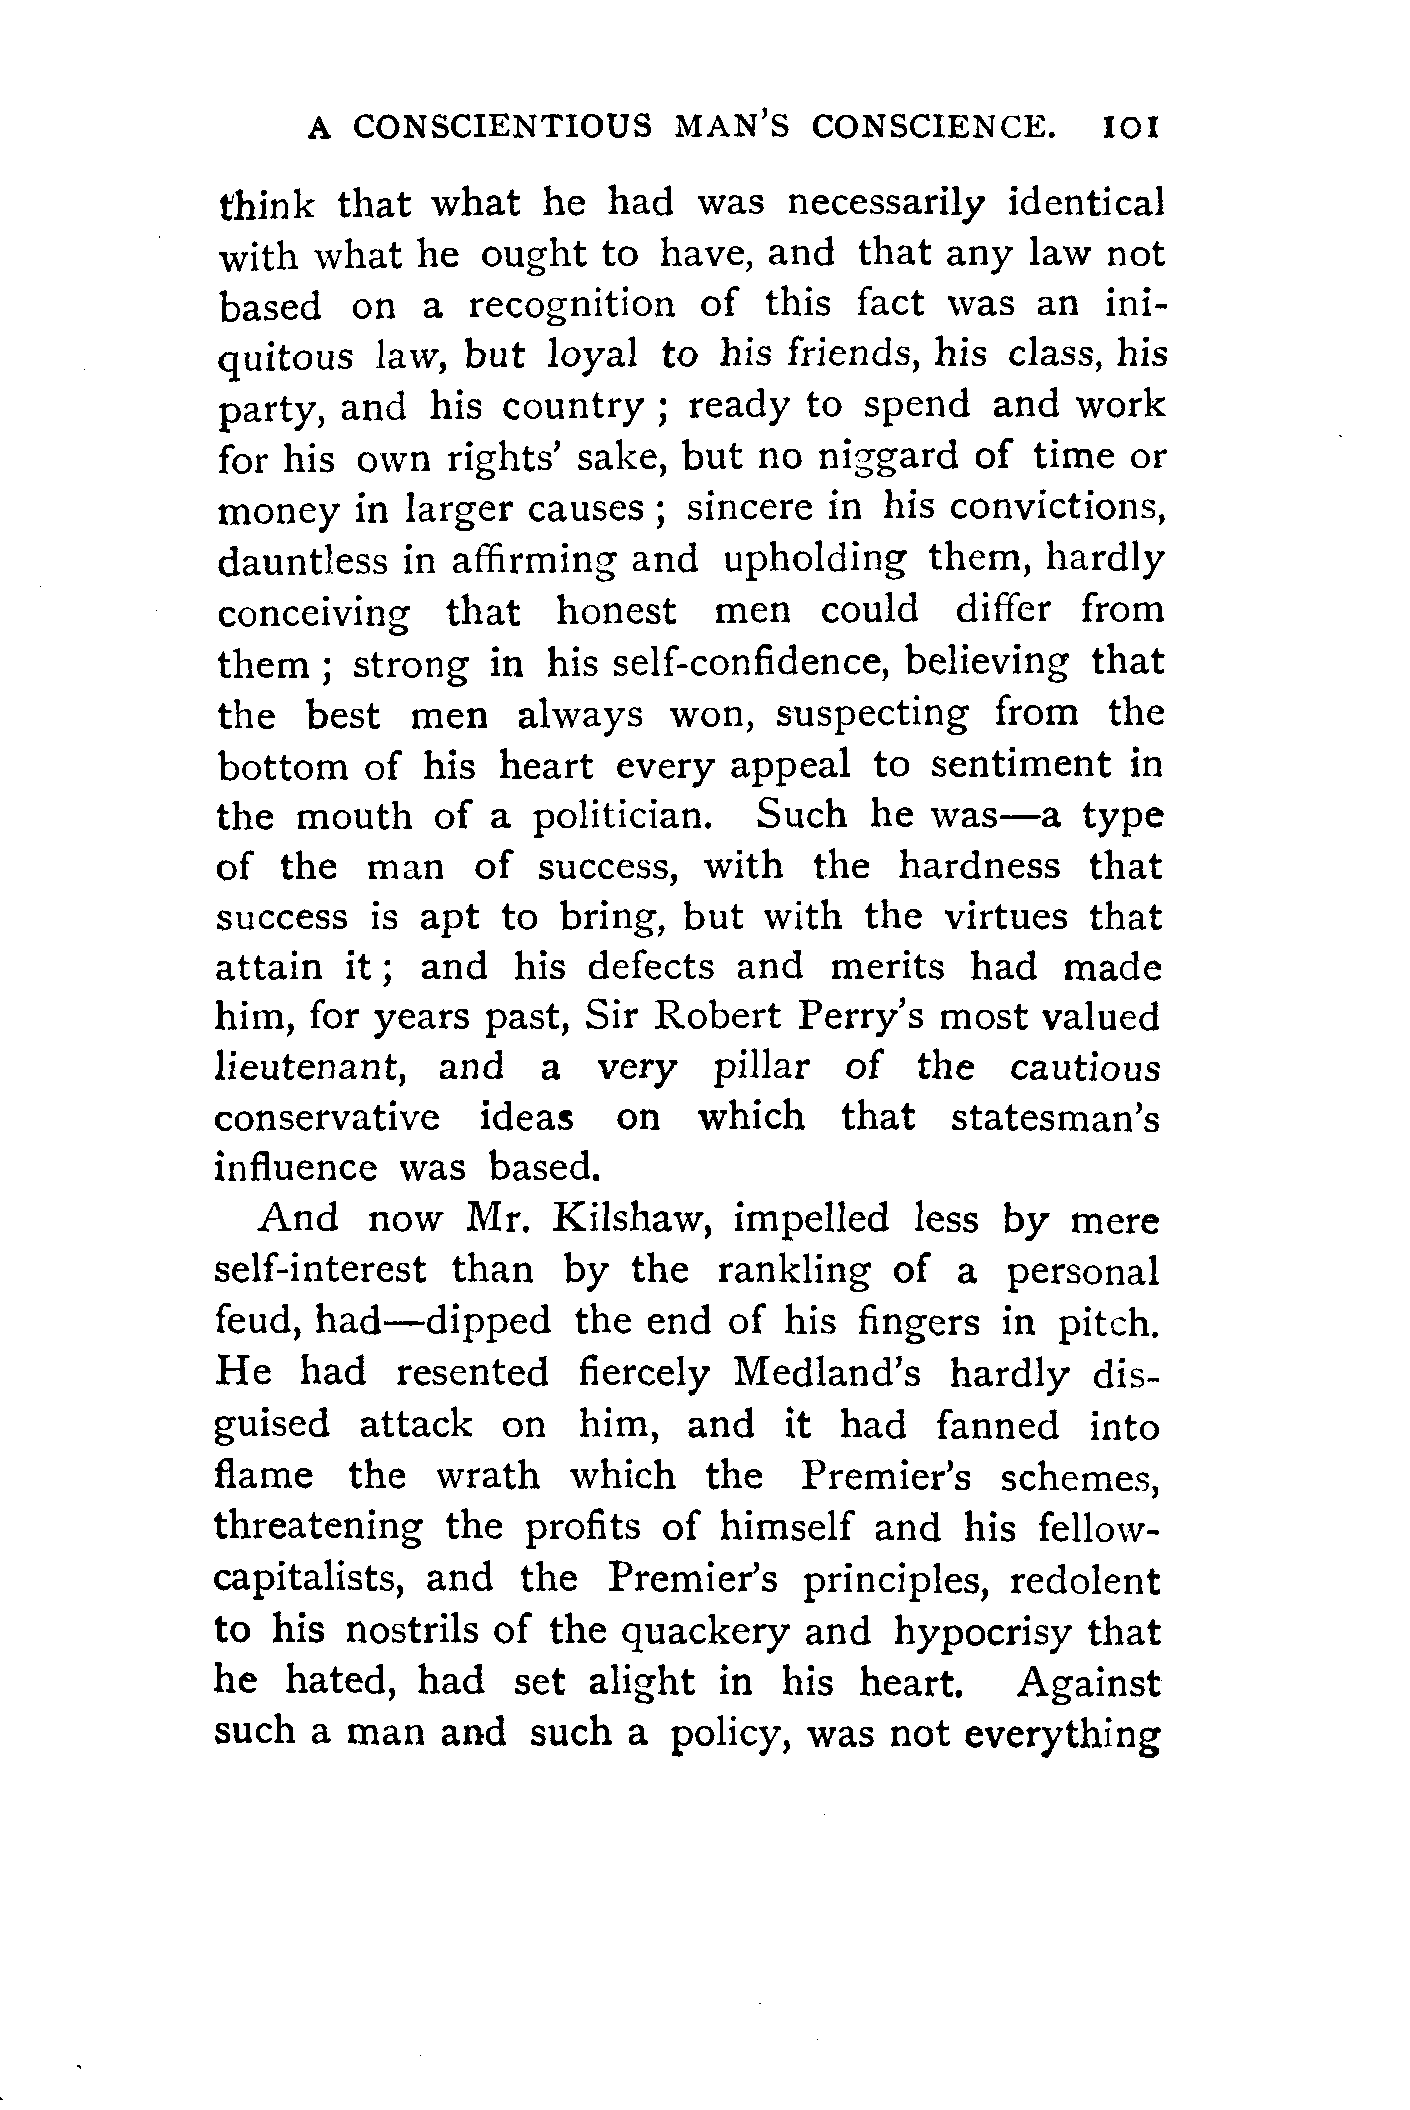 A CONSCIENTIOUS MAN'S CONSCIENCE. 101
think that what he had was necessarily identical
with what he ought to have, and that any law not
based on a recognition of this fact was an ini-
quitous law, but loyal to his friends, his class, his
party, and his country ; ready to spend and work
for his own rights' sake, but no niggard of time or
money in larger causes ; sincere in his convictions,
dauntless in affirming and upholding them, hardly
conceiving that honest men could differ from
them ; strong in his self-confidence, believing that
the best men always won, suspecting from the
bottom of his heart every appeal to sentiment in
the mouth of a politician. Such he was—a type
of the man of success, with the hardness that
success is apt to bring, but with the virtues that
attain it ; and his defects and merits had made
him, for years past, Sir Robert Perry's most valued
lieutenant, and a very pillar of the cautious
conservative ideas on which that statesman's
influence was based.
And now Mr. Kilshaw, impelled less by mere
self-interest than by the rankling of a personal
feud, had—dipped the end of his fingers in pitch.
He had resented fiercely Medland's hardly dis-
guised attack on him, and it had fanned into
flame the wrath which the Premier's schemes,
threatening the profits of himself and his fellow-
capitalists, and the Premier's principles, redolent
to his nostrils of the quackery and hypocrisy that
he hated, had set alight in his heart. Against
such a man and such a policy, was not everything